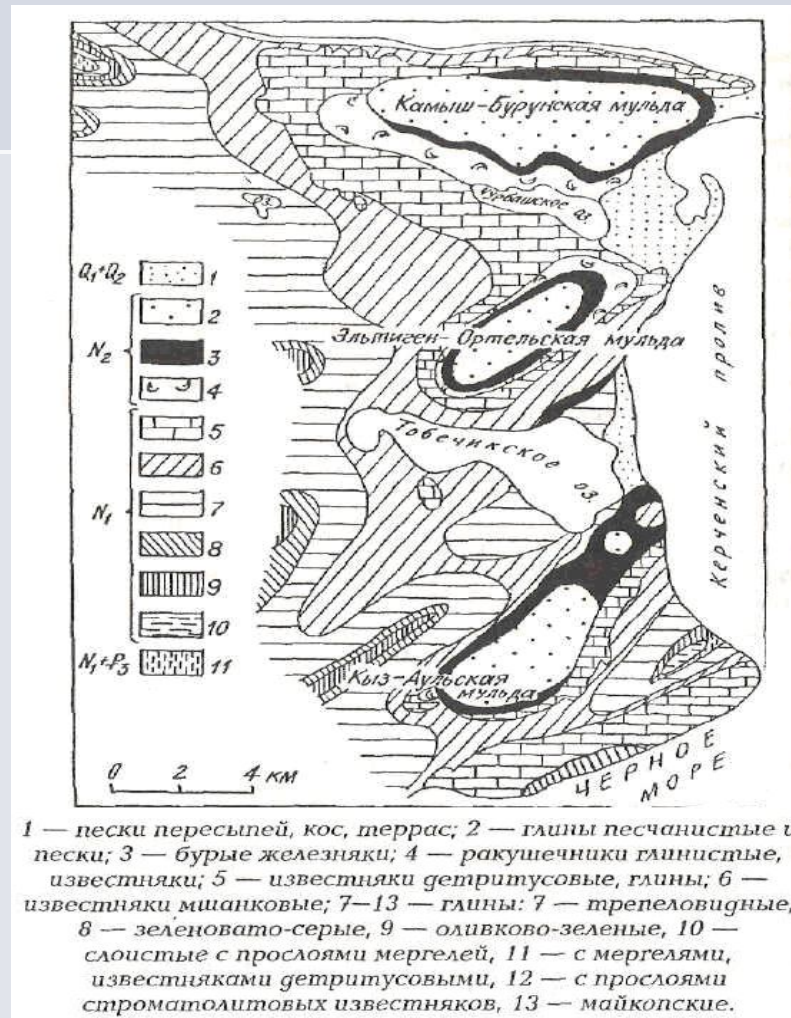 Камыш-Бурунская мульда
Чурбашское оз.
оз.
Q₁+Q₂ 1
2
N₂ 3
4
5
6
N₁ 7
8
9
10
N₁+P₃ 11
Эльтиген-Ортельская мульда
Тобечикское оз.
Керченский пролив
Кыз-Аульская
мульда
ЧЕРНОЕ
МОРЕ
0 2 4 км
1 — пески пересыпей, кос, террас; 2 — глины песчанистые и
пески; 3 — бурые железняки; 4 — ракушечники глинистые,
известняки; 5 — известняки детритусовые, глины; 6 —
известняки мшанковые; 7–13 — глины: 7 — трепеловидные,
8 — зеленовато-серые, 9 — оливково-зеленые, 10 —
слоистые с прослоями мергелей, 11 — с мергелями,
известняками детритусовыми, 12 — с прослоями
строматолитовых известняков, 13 — майкопские.